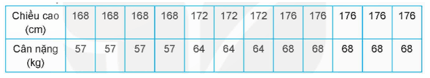 Chiều cao 168 168 168 168 172 172 172 176 176 176 176 176
(cm)
Cân nặng 57 57 57 57 64 64 64 64 68 68 68 68
(kg)